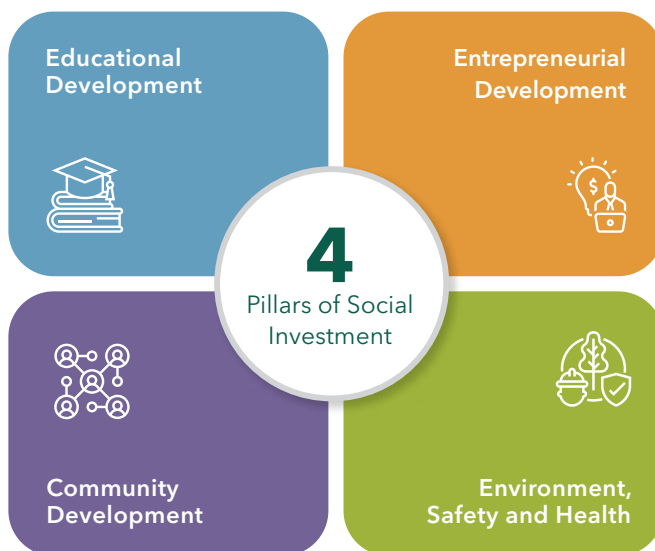 Educational
Development
Entrepreneurial
Development
$
4
Pillars of Social
Investment
Community
Development
Environment,
Safety and Health